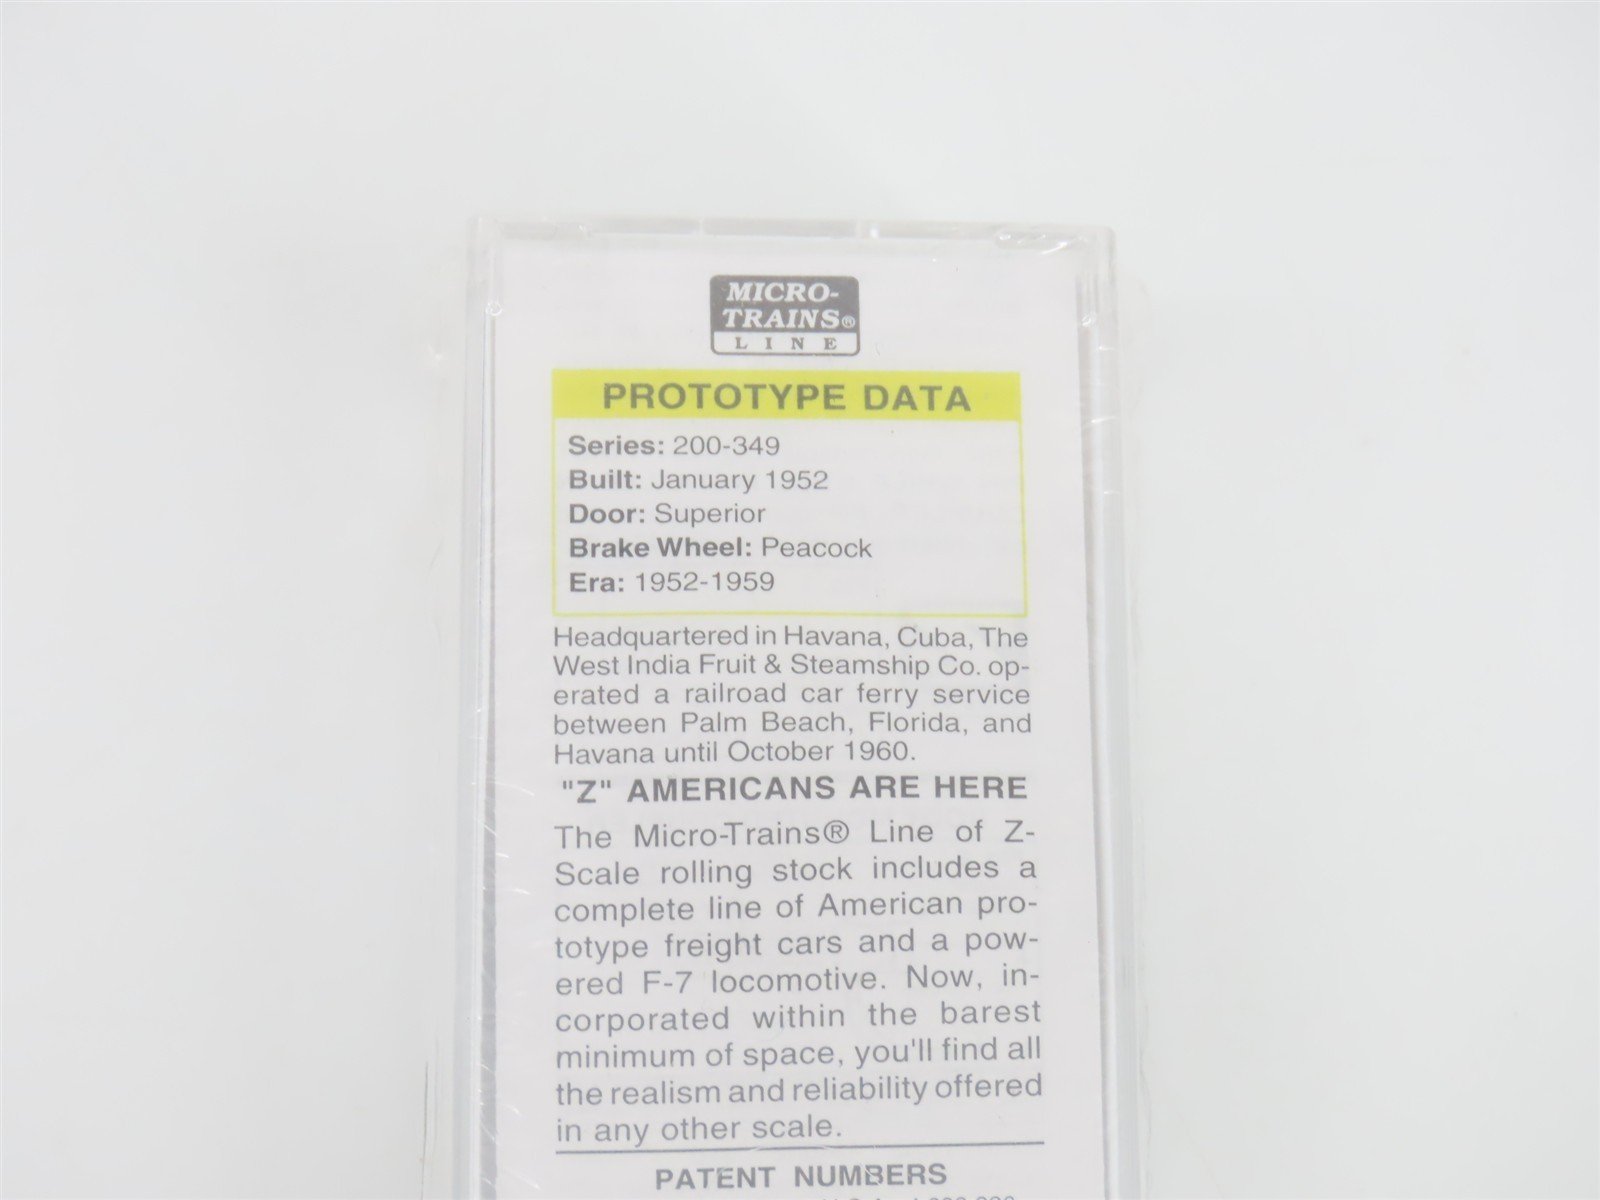 MICRO-
TRAINS®
LINE
PROTOTYPE DATA
Series: 200-349
Built: January 1952
Door: Superior
Brake Wheel: Peacock
Era: 1952-1959
Headquartered in Havana, Cuba, The
West India Fruit & Steamship Co. op-
erated a railroad car ferry service
between Palm Beach, Florida, and
Havana until October 1960.
"Z" AMERICANS ARE HERE
The Micro-Trains® Line of Z-
Scale rolling stock includes a
complete line of American pro-
totype freight cars and a pow-
ered F-7 locomotive. Now, in-
corporated within the barest
minimum of space, you'll find all
the realism and reliability offered
in any other scale.
PATENT NUMBERS